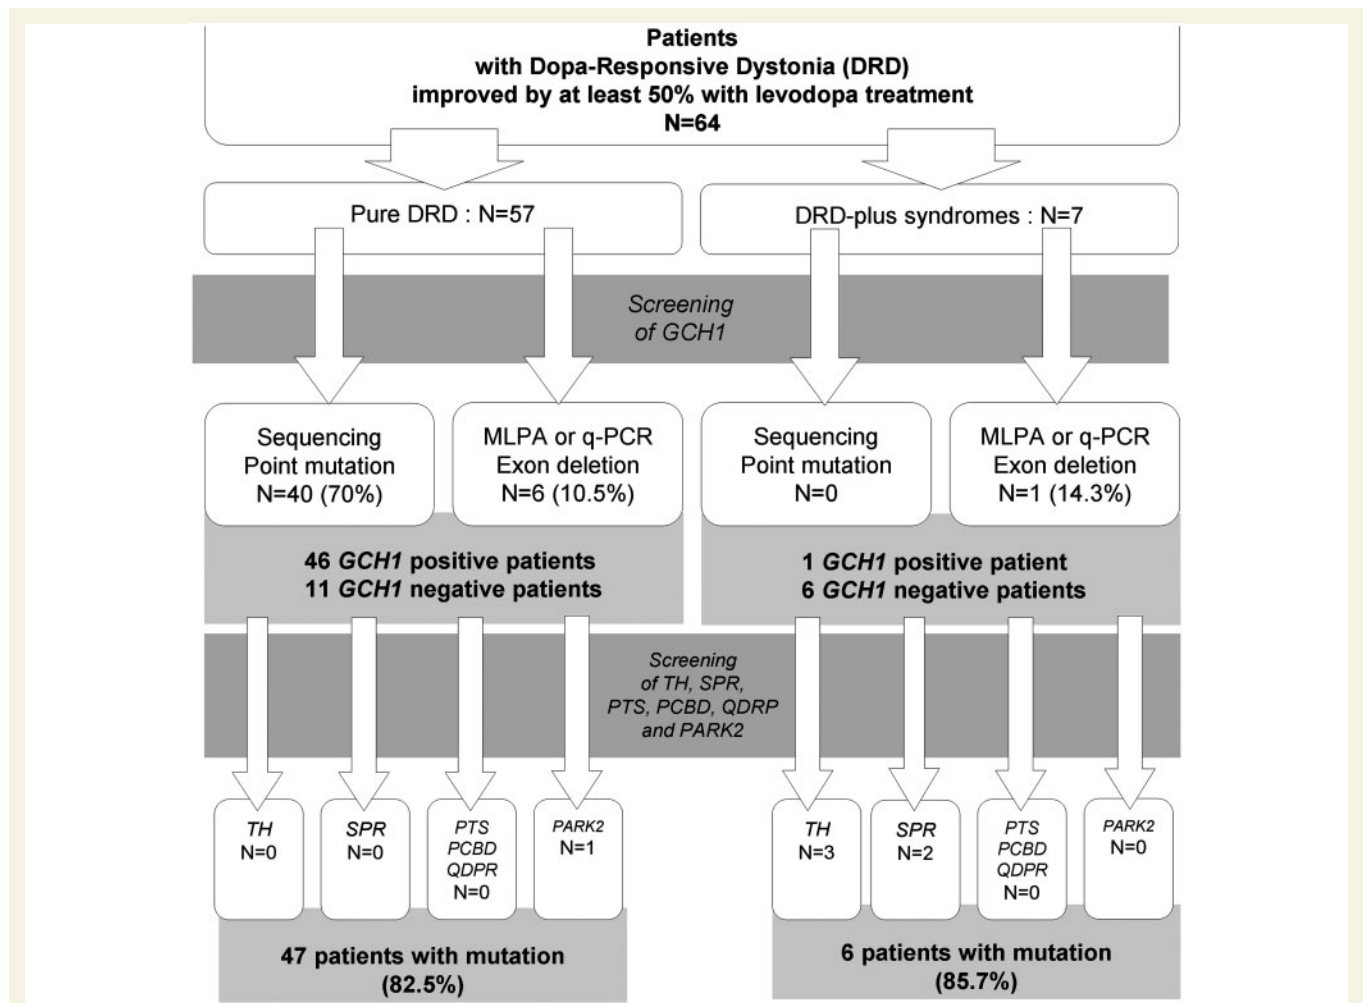 Patients
with Dopa-Responsive Dystonia (DRD)
improved by at least 50% with levodopa treatment
N=64
Pure DRD : N=57
DRD-plus syndromes : N=7
Screening
of GCH1
Sequencing
Point mutation
N=40 (70%)
MLPA or q-PCR
Exon deletion
N=6 (10.5%)
Sequencing
Point mutation
N=0
MLPA or q-PCR
Exon deletion
N=1 (14.3%)
46 GCH1 positive patients
11 GCH1 negative patients
1 GCH1 positive patient
6 GCH1 negative patients
Screening
of TH, SPR,
PTS, PCBD, QDRP
and PARK2
TH
N=0
SPR
N=0
PTS
PCBD
QDPR
N=0
PARK2
N=1
TH
N=3
SPR
N=2
PTS
PCBD
QDPR
N=0
PARK2
N=0
47 patients with mutation
(82.5%)
6 patients with mutation
(85.7%)